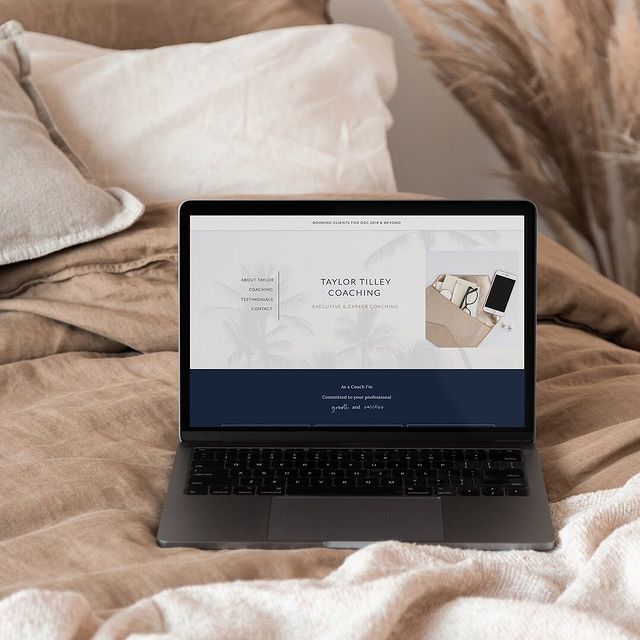 BOOKING CLIENTS FOR DEC 2019 & BEYOND
ABOUT TAYLOR
COACHING
TESTIMONIALS
CONTACT
TAYLOR TILLEY
COACHING
EXECUTIVE & CAREER COACHING
As a Coach I'm
Committed to your professional
growth and success